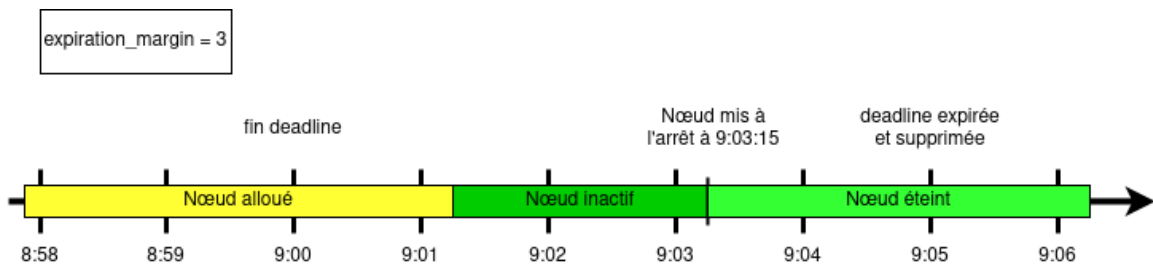 expiration_margin = 3
fin deadline
Nœud mis à
l'arrêt à 9:03:15
deadline expirée
et supprimée
Nœud alloué
Nœud inactif
Nœud éteint
8:58
8:59
9:00
9:01
9:02
9:03
9:04
9:05
9:06